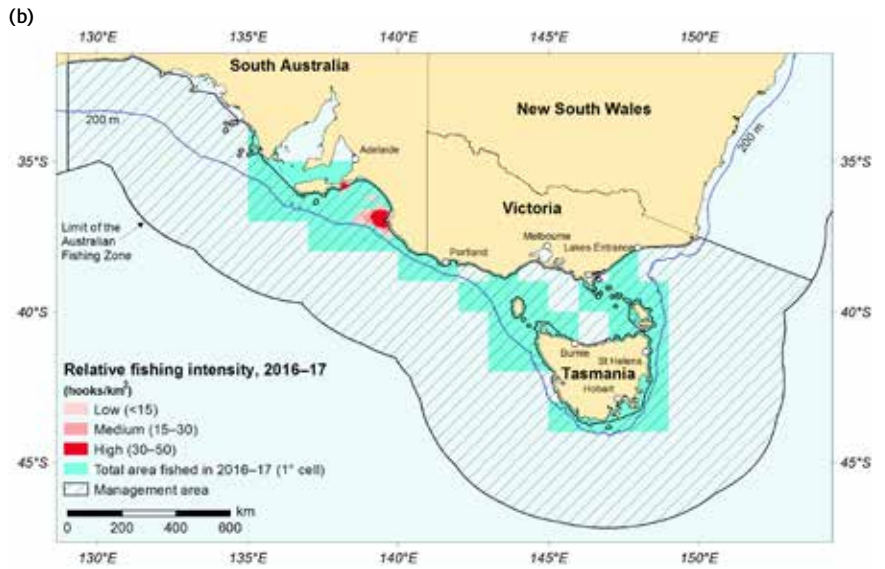 (b)
130°E 135°E 140°E 145°E 150°E
South Australia
New South Wales
200 m
200 m
Adelaide
35°S
35°S
Victoria
Limit of the
Australian
Fishing Zone
Melbourne
Lakes Entrance
Portland
40°S
40°S
Relative fishing intensity, 2016–17
(hooks/km²)
Low (<15)
Medium (15–30)
High (30–50)
Total area fished in 2016–17 (1° cell)
Management area
Burnie
St Helens
Tasmania
Hobart
45°S
45°S
km
0 200 400 600
130°E 135°E 140°E 145°E 150°E